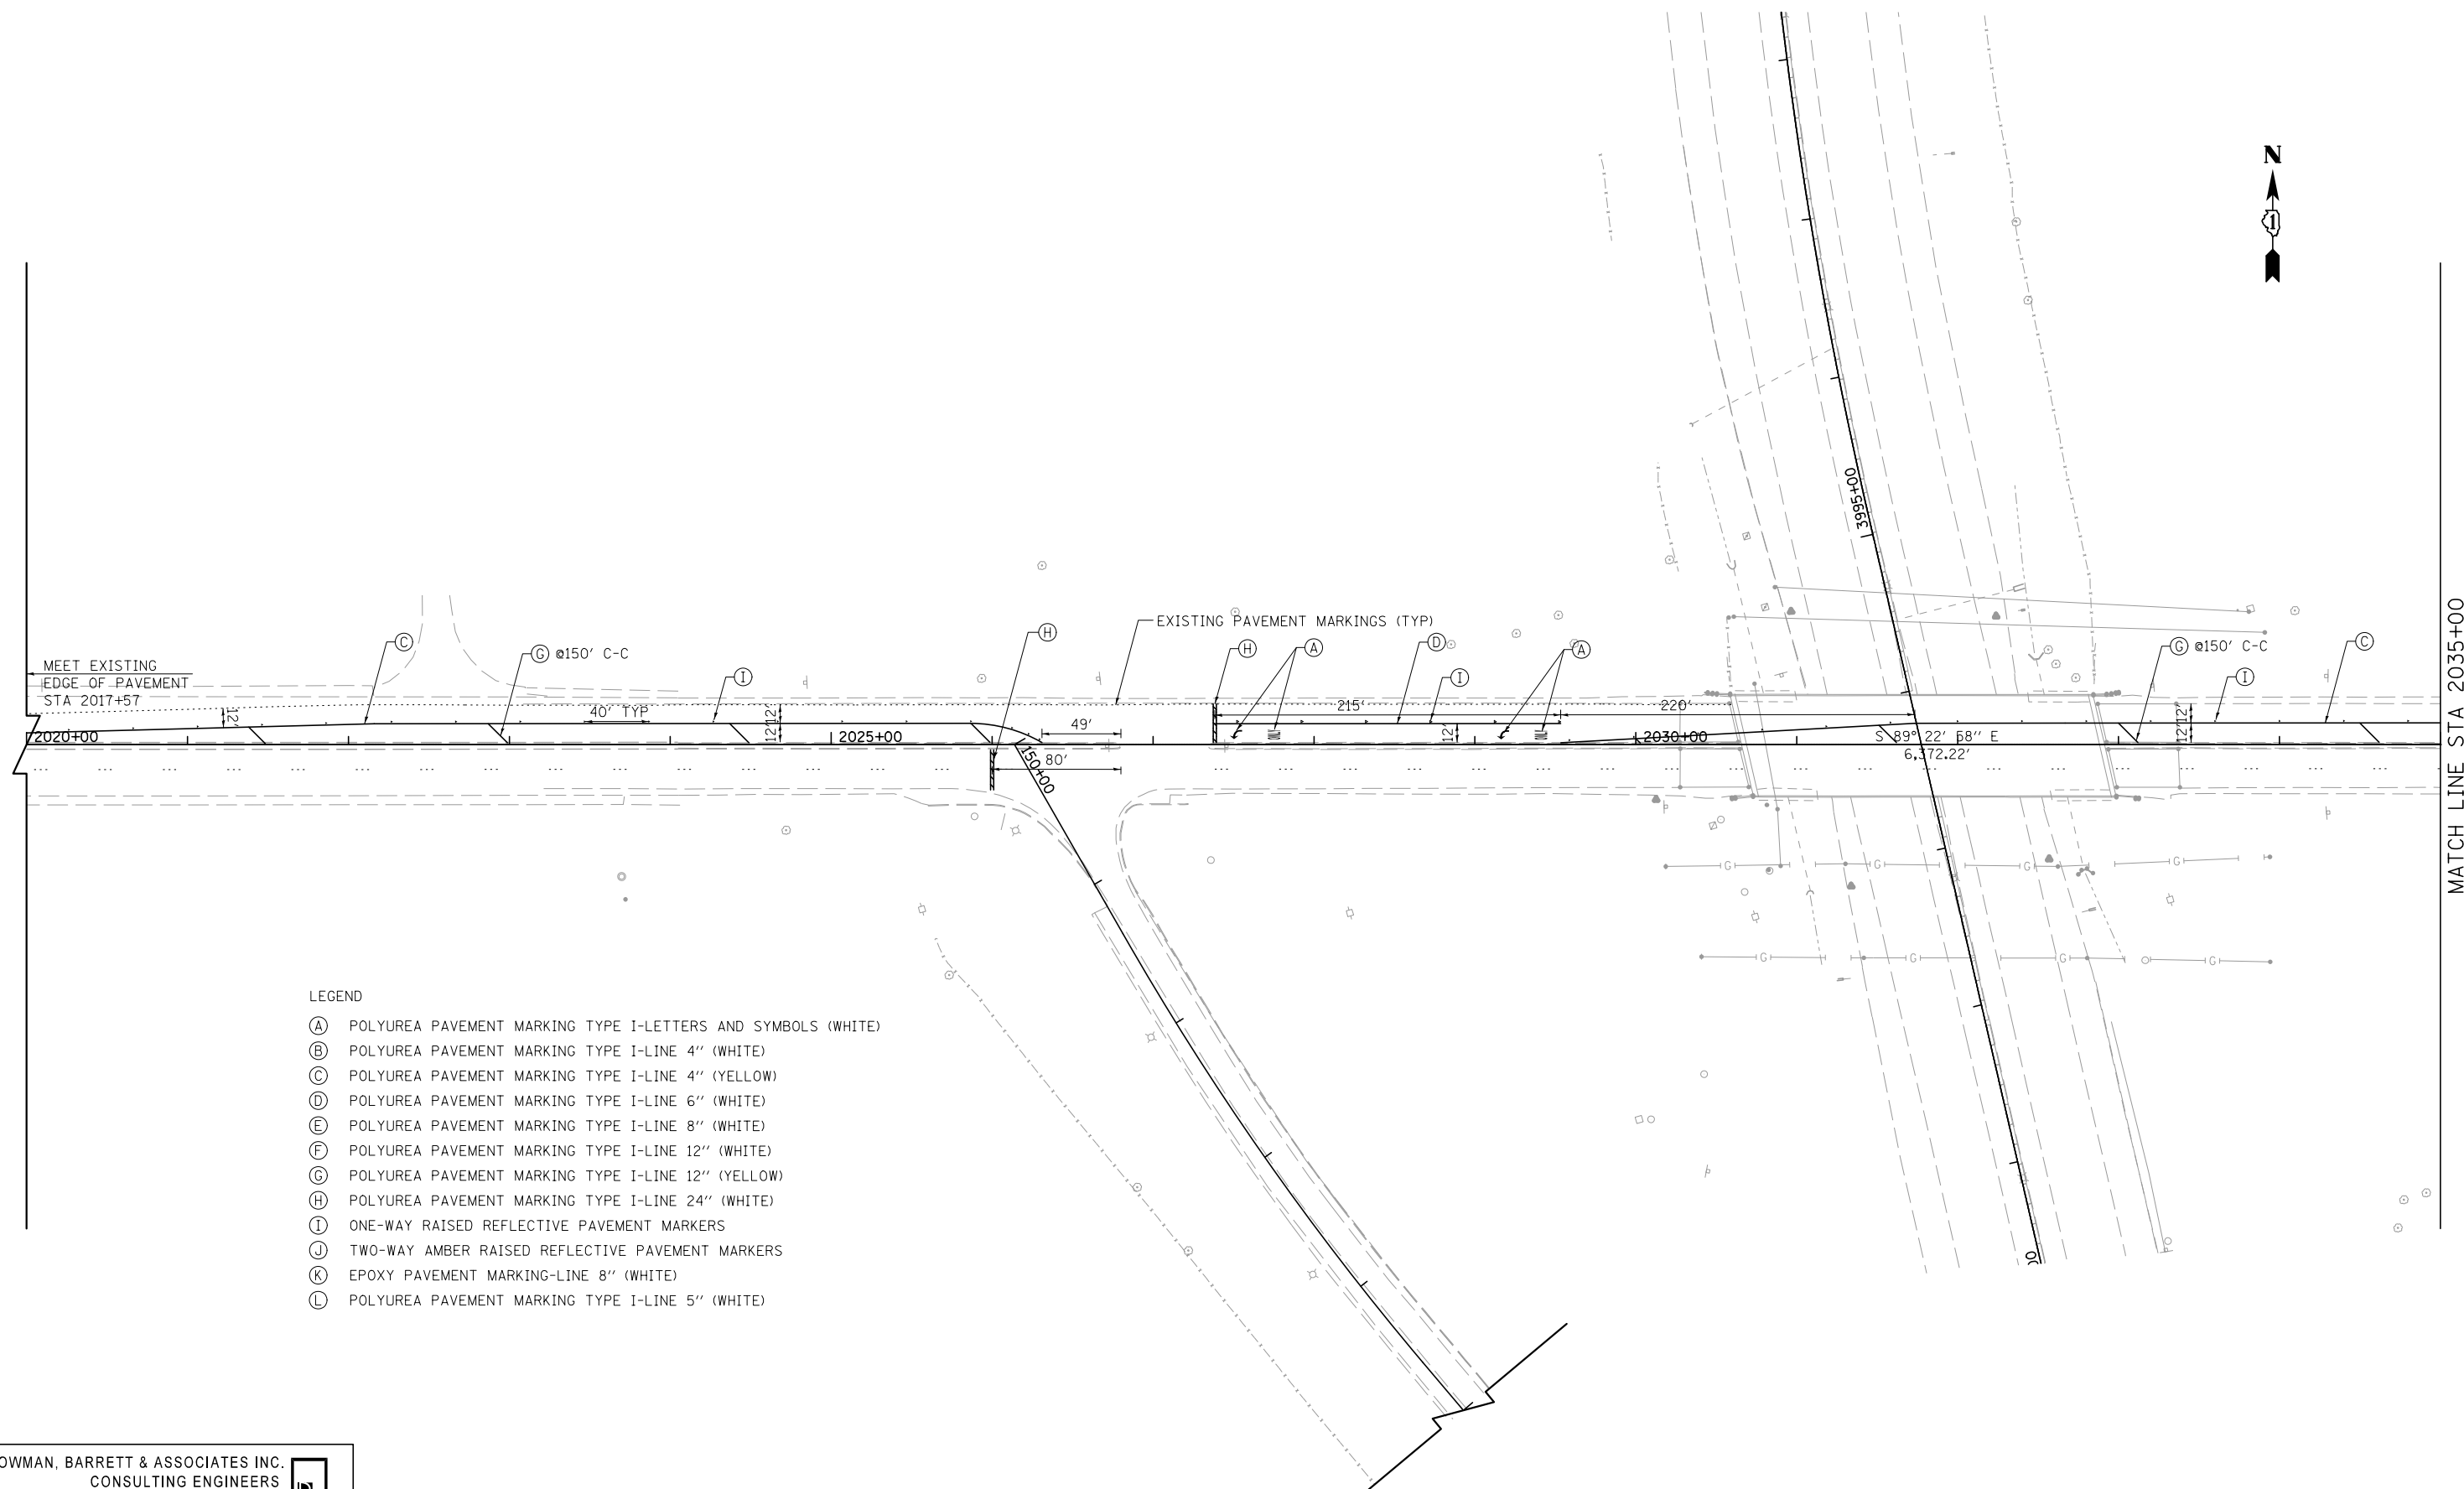 N
1
3995+00
EXISTING PAVEMENT MARKINGS (TYP)
H
H
A
D
A
C
G @150' C-C
I
I
G @150' C-C
C
I
MEET EXISTING
EDGE OF PAVEMENT
STA 2017+57
12'
40' TYP
12'
12'
49'
215'
12'
220'
12'
12'
2020+00
2025+00
2030+00
S 89° 22' 58" E
6,372.22'
80'
150+00
MATCH LINE STA 2035+00
G
G
G
G
G
G
G
G
00
LEGEND
A POLYUREA PAVEMENT MARKING TYPE I-LETTERS AND SYMBOLS (WHITE)
B POLYUREA PAVEMENT MARKING TYPE I-LINE 4" (WHITE)
C POLYUREA PAVEMENT MARKING TYPE I-LINE 4" (YELLOW)
D POLYUREA PAVEMENT MARKING TYPE I-LINE 6" (WHITE)
E POLYUREA PAVEMENT MARKING TYPE I-LINE 8" (WHITE)
F POLYUREA PAVEMENT MARKING TYPE I-LINE 12" (WHITE)
G POLYUREA PAVEMENT MARKING TYPE I-LINE 12" (YELLOW)
H POLYUREA PAVEMENT MARKING TYPE I-LINE 24" (WHITE)
I ONE-WAY RAISED REFLECTIVE PAVEMENT MARKERS
J TWO-WAY AMBER RAISED REFLECTIVE PAVEMENT MARKERS
K EPOXY PAVEMENT MARKING-LINE 8" (WHITE)
L POLYUREA PAVEMENT MARKING TYPE I-LINE 5" (WHITE)
OWMAN, BARRETT & ASSOCIATES INC.
CONSULTING ENGINEERS